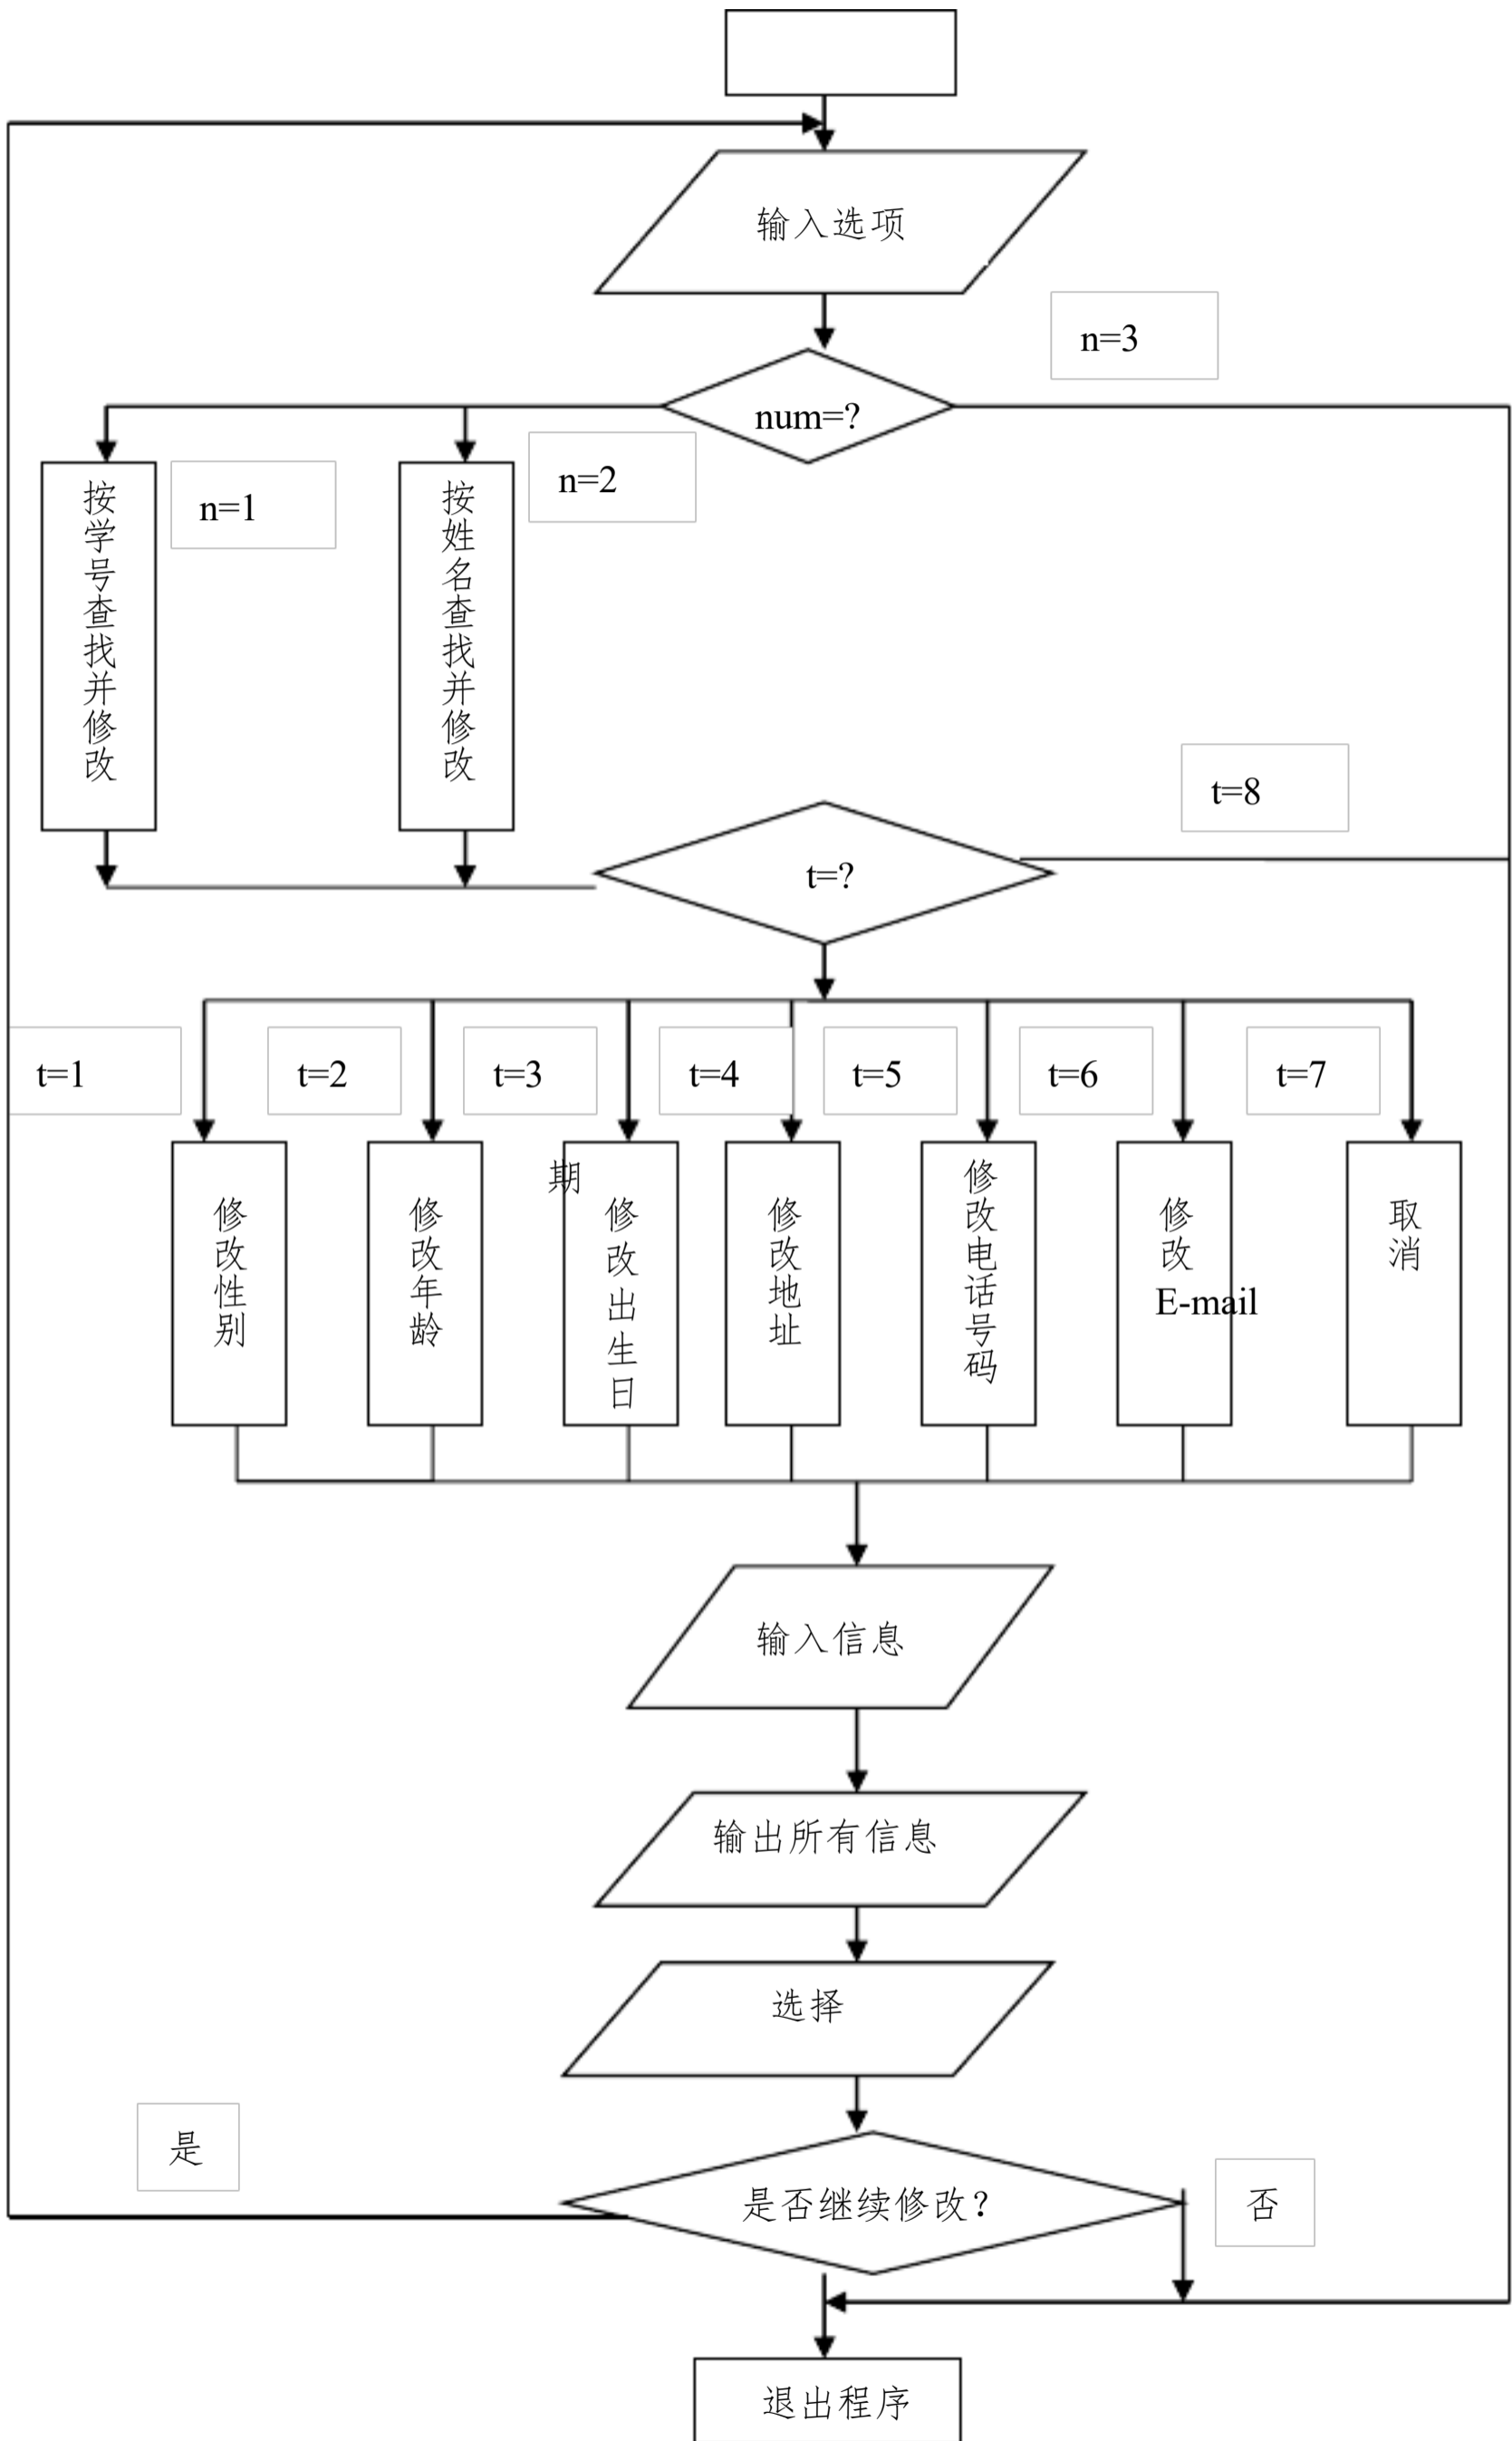 输入选项
n=3
num=?
n=1
n=2
按学号查找并修改
按姓名查找并修改
t=8
t=?
t=1
t=2
t=3
t=4
t=5
t=6
t=7
修改性别
修改年龄
修改出生日
期
修改地址
修改电话号码
修改
E-mail
取消
输入信息
输出所有信息
选择
是
是否继续修改?
否
退出程序